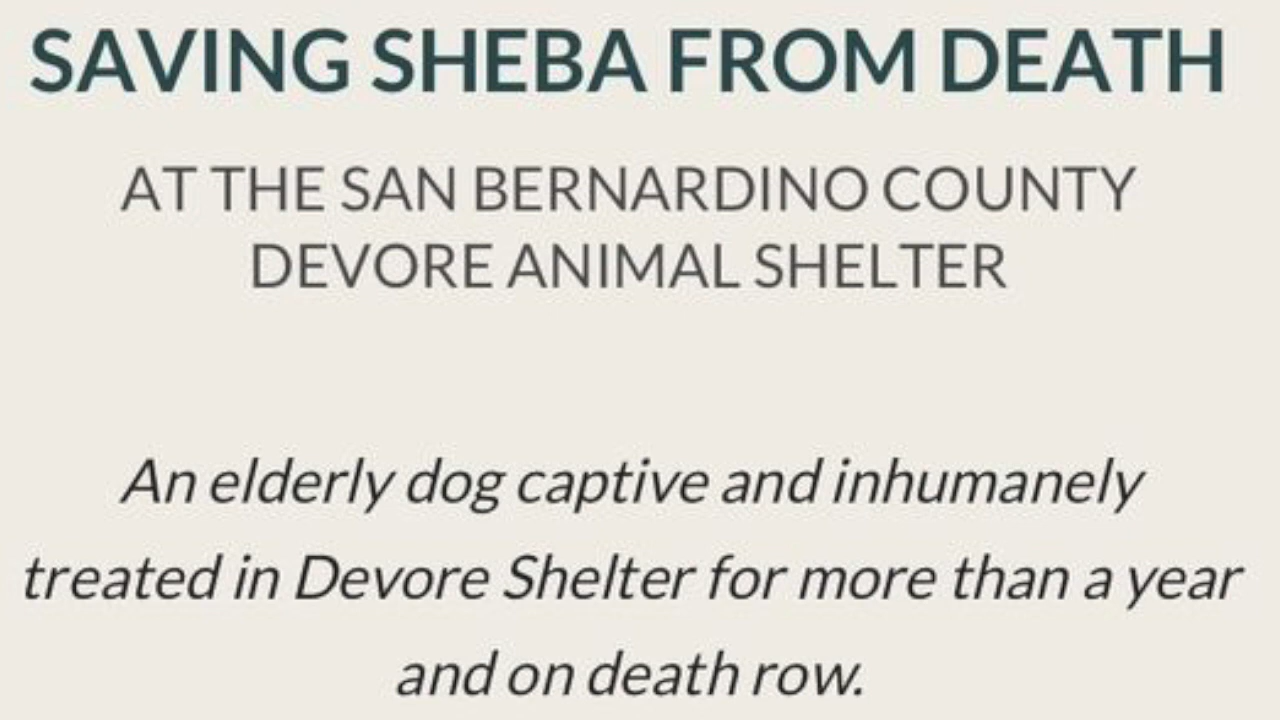 SAVING SHEBA FROM DEATH
AT THE SAN BERNARDINO COUNTY
DEVORE ANIMAL SHELTER
An elderly dog captive and inhumanely
treated in Devore Shelter for more than a year
and on death row.